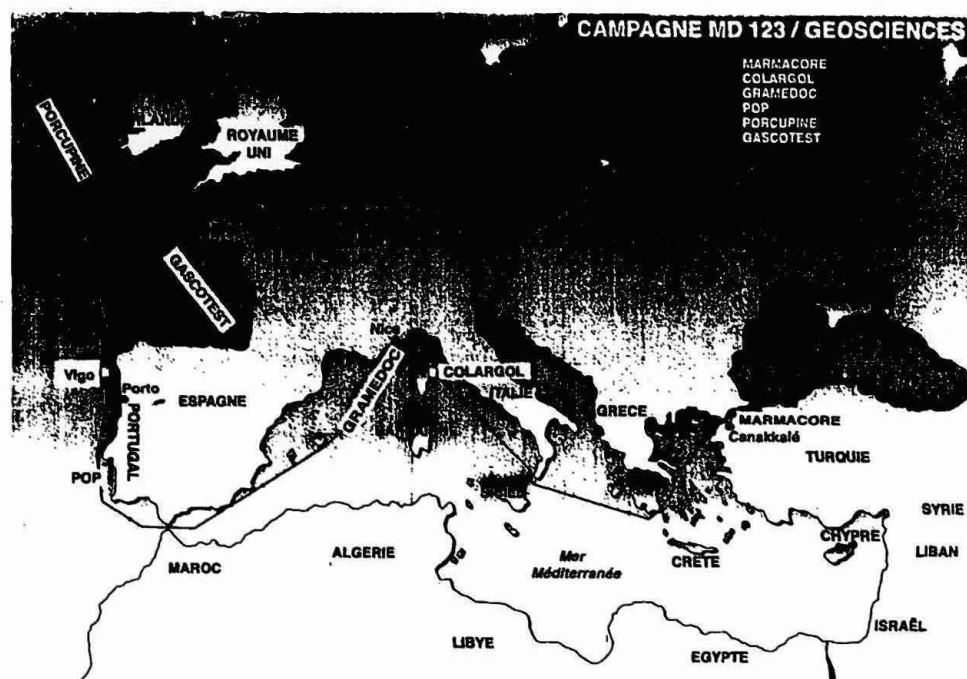 CAMPAGNE MD 123 / GEOSCIENCES
MARMACORE
COLARGOL
GRAMEDOC
POP
PORCUPINE
GASCOTEST
PORCUPINE
ROYAUME
UNI
GASCOTEST
Nice
GRAMEDOC
COLARGOL
Vigo
Porto
ESPAGNE
ITALIE
GRECE
MARMACORE
Canakkalé
PORTUGAL
TURQUIE
POP
SYRIE
MAROC
ALGERIE
Mer
Méditerranée
CRETE
CHYPRE
LIBAN
ISRAËL
LIBYE
EGYPTE